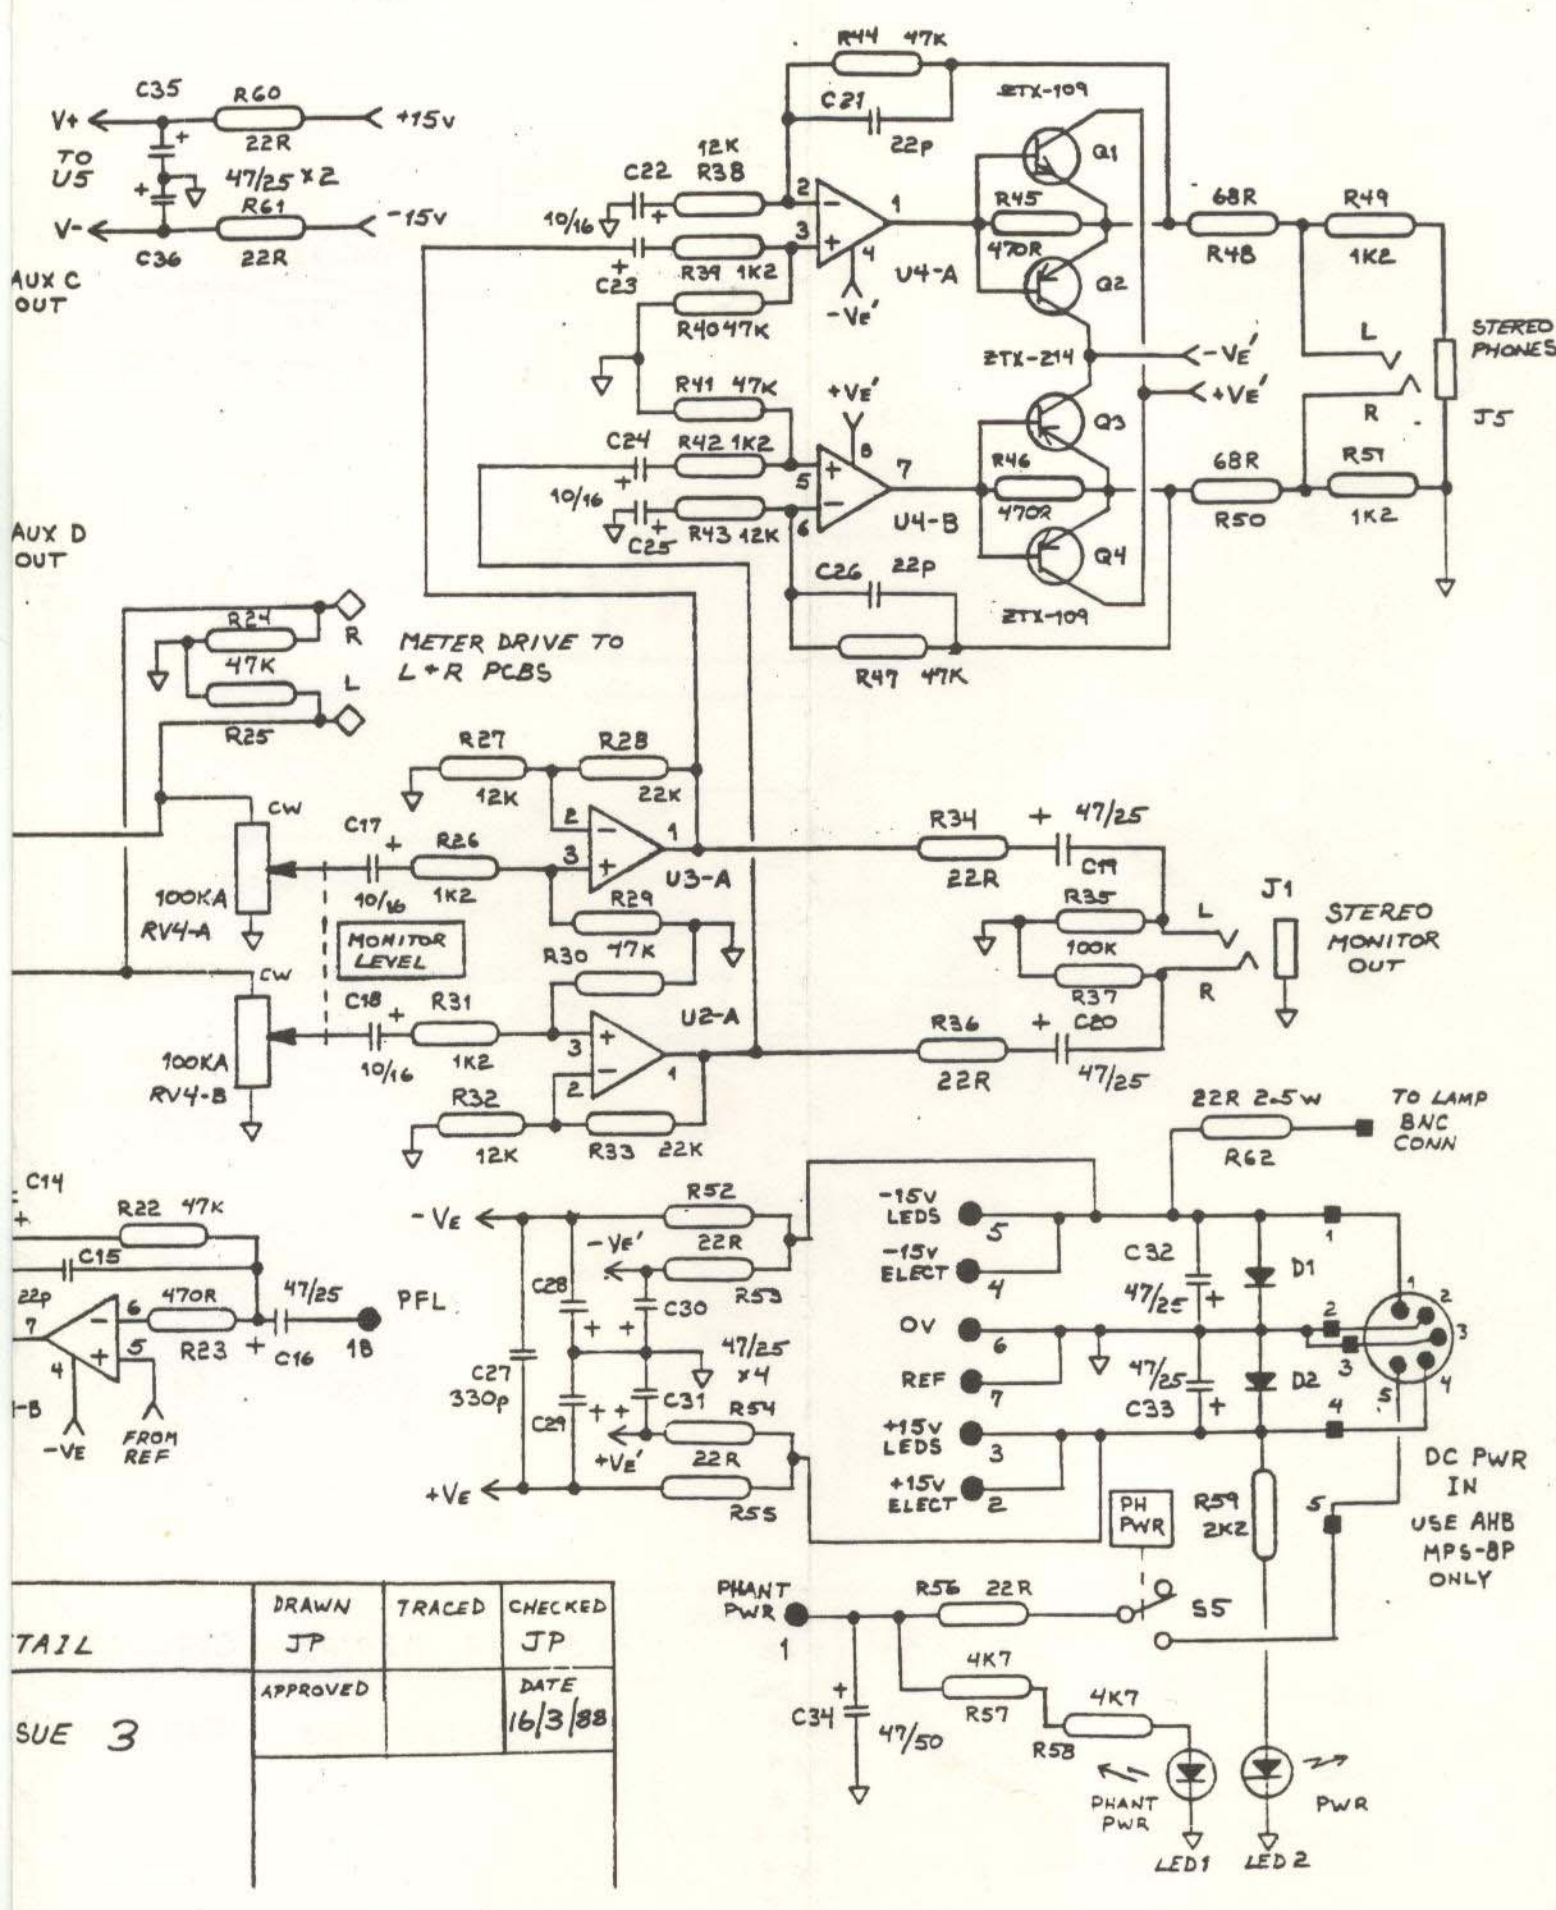 R44 47K
C21
22P
ZTX-109
C35
R60
V+
+15V
22R
TO
U5
47/25 X2
R61
V-
-15V
C36
22R
12K
C22 R38
10/16
2
-
3
+
1
4
R39 1K2
C23
U4-A
-VE'
R40 47K
Q1
R45
470R
Q2
68R
R48
R49
1K2
AUX C
OUT
ZTX-214
-VE'
+VE'
L
R
STEREO
PHONES
J5
R41 47K
+VE'
C24
R42 1K2
10/16
5
+
-
6
8
7
C25
R43 12K
U4-B
Q3
R46
470R
Q4
68R
R50
R51
1K2
C26 22P
ZTX-109
R47 47K
AUX D
OUT
R24
R
47K
L
R25
METER DRIVE TO
L+R PCBS
R27
R28
12K
22K
CW
C17
+
R26
2
-
3
+
1
10/16
1K2
U3-A
100KA
RV4-A
R29
47K
MONITOR
LEVEL
R30
CW
C18
+
R31
U2-A
3
+
-
2
1
10/16
1K2
100KA
RV4-B
R32
12K
R33 22K
R34
+ 47/25
22R
C19
R35
100K
R37
L
R
J1
STEREO
MONITOR
OUT
R36
+ C20
22R
47/25
22R 2.5W
R62
TO LAMP
BNC
CONN
C14
+
R22 47K
C15
22P
470R
47/25
PFL
7
6
-
5
+
4
R23
+ C16
18
-B
-VE
FROM
REF
-VE
R52
22R
-VE'
R53
C28
C30
+ +
C27
330P
47/25
X4
C29
C31
+ +
R54
22R
+VE'
+VE
R55
-15V
LEDS
5
-15V
ELECT
4
0V
6
REF
7
+15V
LEDS
3
+15V
ELECT
2
C32
47/25
+
D1
47/25
C33
+
D2
1
2
3
4
5
1
2
3
4
5
DC PWR
IN
USE AHB
MPS-8P
ONLY
PH
PWR
R59
2K2
PHANT
PWR
1
R56 22R
S5
+
C34
47/50
4K7
R57
4K7
R58
PHANT
PWR
PWR
LED1
LED2
TAIL
DRAWN
JP
TRACED
CHECKED
JP
APPROVED
DATE
16/3/88
SUE 3